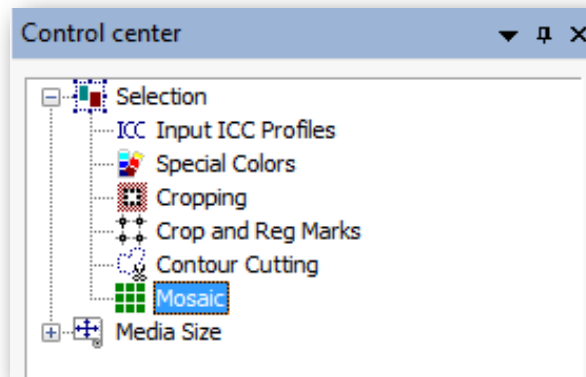 Control center
Selection
ICC Input ICC Profiles
Special Colors
Cropping
Crop and Reg Marks
Contour Cutting
Mosaic
Media Size